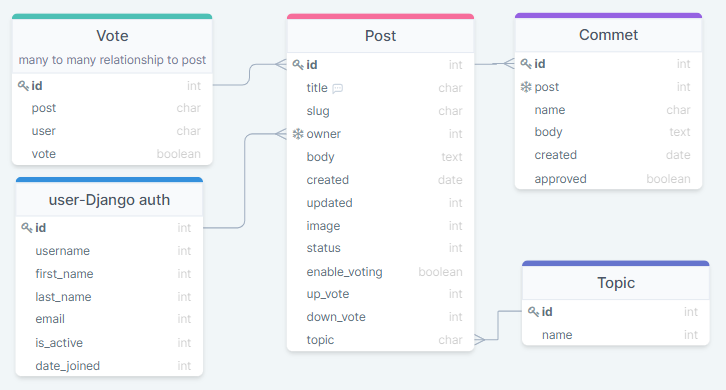 Vote
many to many relationship to post
id int
post char
user char
vote boolean
user-Django auth
id int
username int
first_name int
last_name int
email int
is_active int
date_joined int
Post
id int
title char
slug char
owner int
body text
created date
updated int
image int
status int
enable_voting boolean
up_vote int
down_vote int
topic char
Commet
id int
post int
name char
body text
created date
approved boolean
Topic
id int
name int